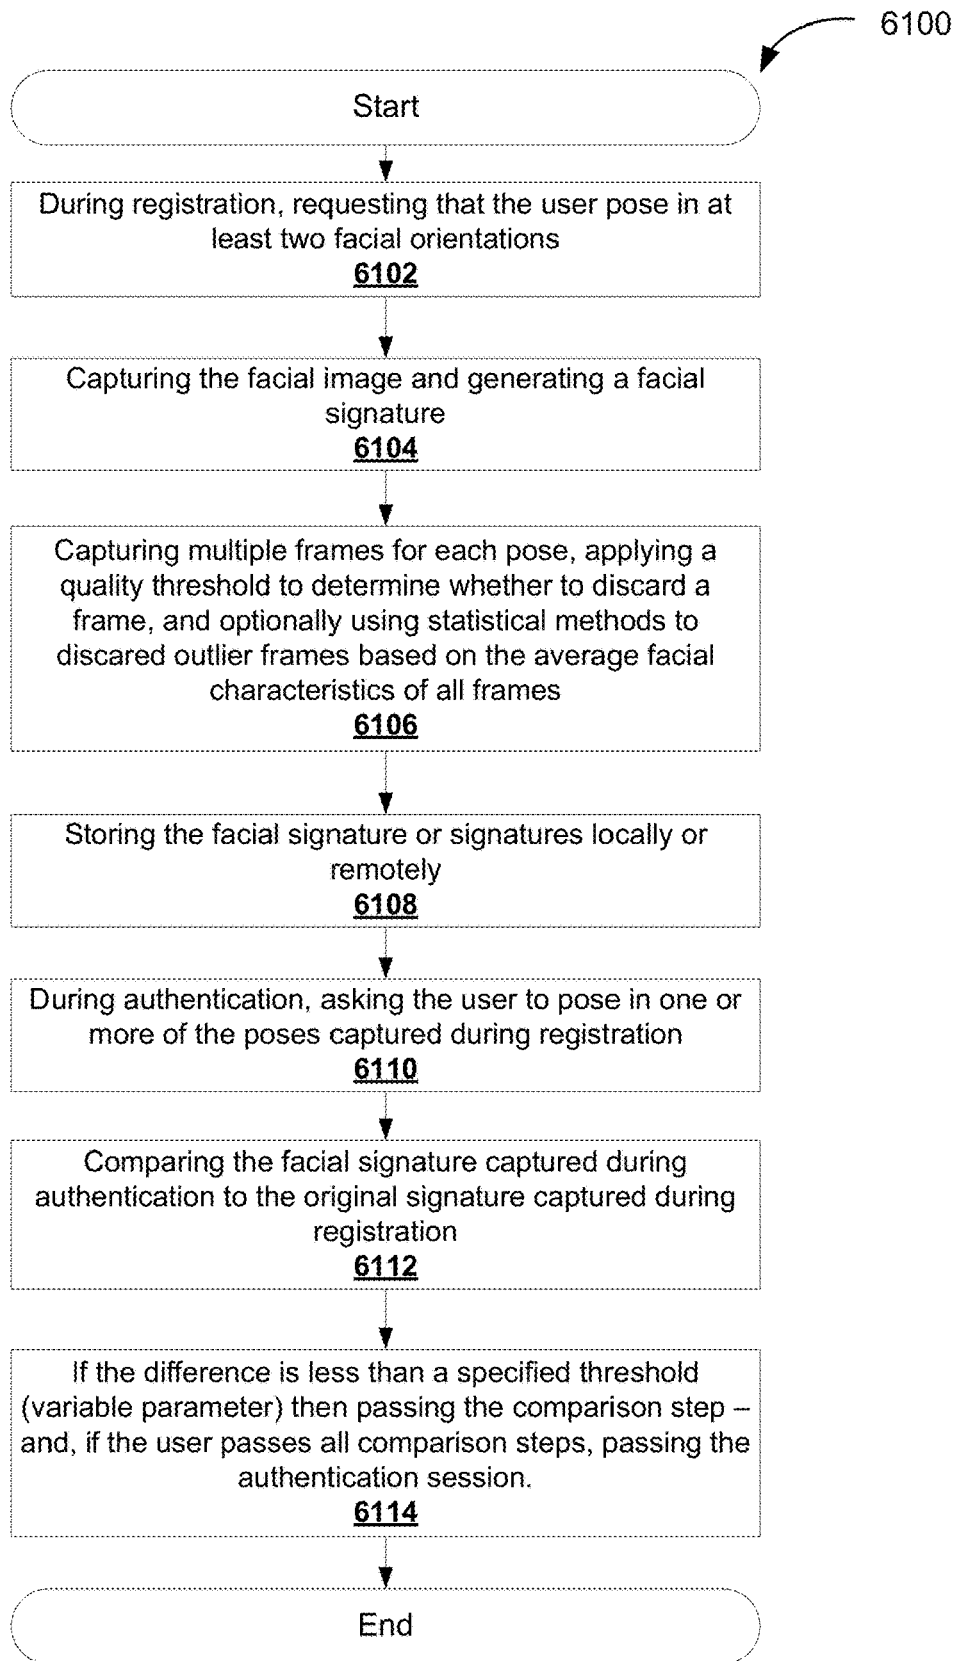 6100
Start
During registration, requesting that the user pose in at
least two facial orientations
6102
Capturing the facial image and generating a facial
signature
6104
Capturing multiple frames for each pose, applying a
quality threshold to determine whether to discard a
frame, and optionally using statistical methods to
discared outlier frames based on the average facial
characteristics of all frames
6106
Storing the facial signature or signatures locally or
remotely
6108
During authentication, asking the user to pose in one or
more of the poses captured during registration
6110
Comparing the facial signature captured during
authentication to the original signature captured during
registration
6112
If the difference is less than a specified threshold
(variable parameter) then passing the comparison step –
and, if the user passes all comparison steps, passing the
authentication session.
6114
End